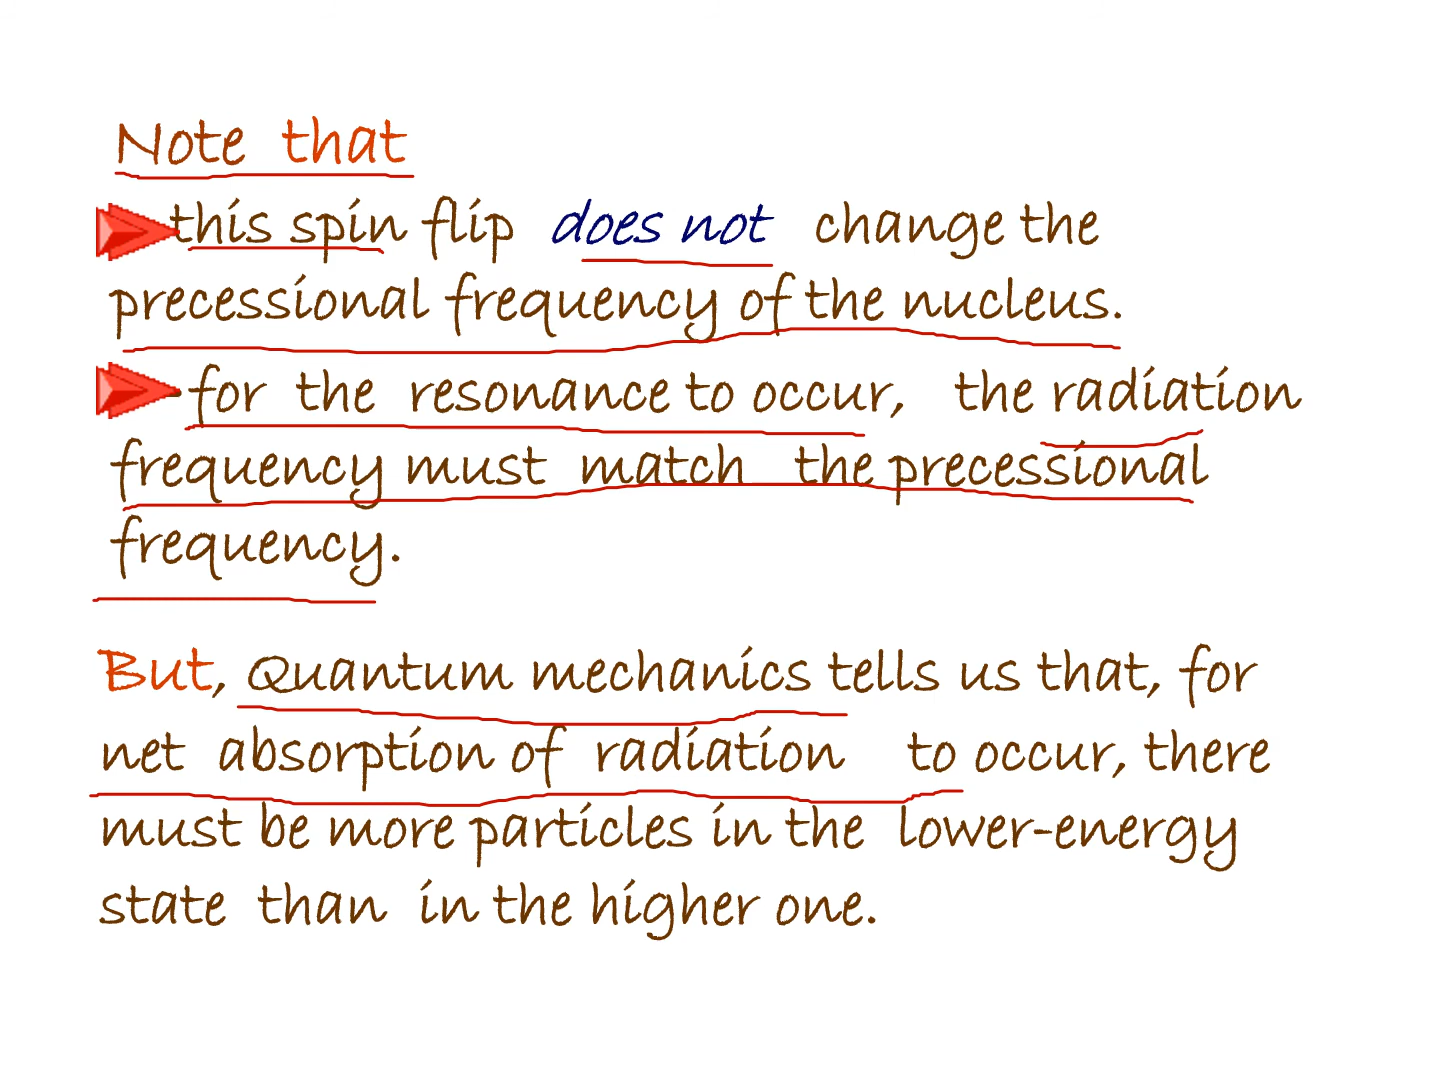 Note that
this spin flip does not change the
precessional frequency of the nucleus.
for the resonance to occur, the radiation
frequency must match the precessional
frequency.
But, Quantum mechanics tells us that, for
net absorption of radiation to occur, there
must be more particles in the lower-energy
state than in the higher one.